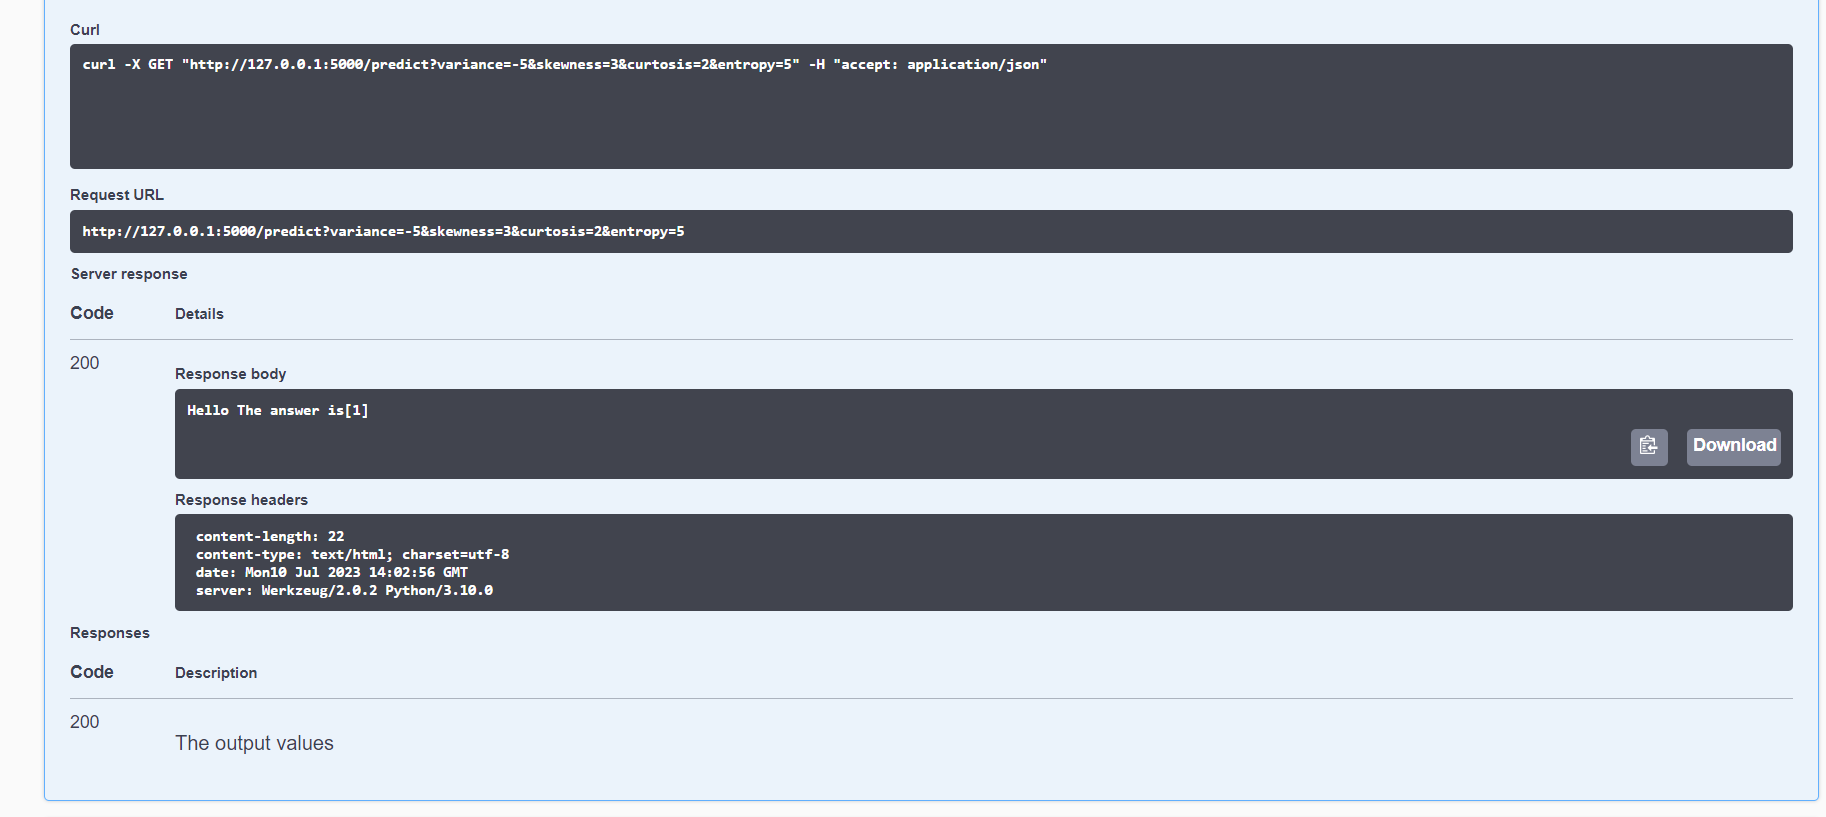 Curl
curl -X GET "http://127.0.0.1:5000/predict?variance=-5&skewness=3&curtosis=2&entropy=5" -H "accept: application/json"
Request URL
http://127.0.0.1:5000/predict?variance=-5&skewness=3&curtosis=2&entropy=5
Server response
Code Details
200
Response body
Hello The answer is[1]
Download
Response headers
content-length: 22
content-type: text/html; charset=utf-8
date: Mon10 Jul 2023 14:02:56 GMT
server: Werkzeug/2.0.2 Python/3.10.0
Responses
Code Description
200
The output values